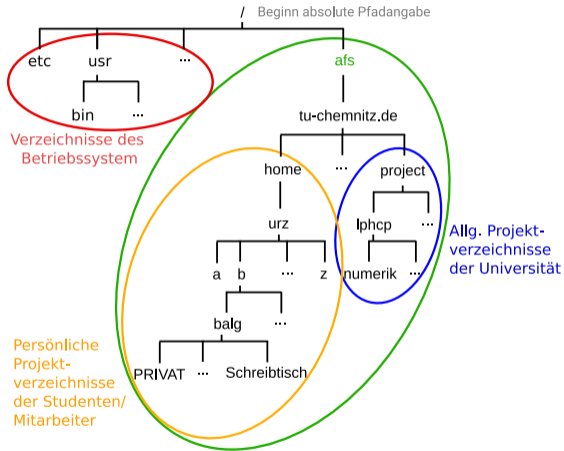 / Beginn absolute Pfadangabe
etc usr ... afs
bin ...
tu-chemnitz.de
Verzeichnisse des
Betriebssystem
home ... project
urz lphcp ...
Allg. Projekt-
verzeichnisse
der Universität
a b ... z numerik ...
balg ...
Persönliche
Projekt-
verzeichnisse
der Studenten/
Mitarbeiter
PRIVAT ... Schreibtisch